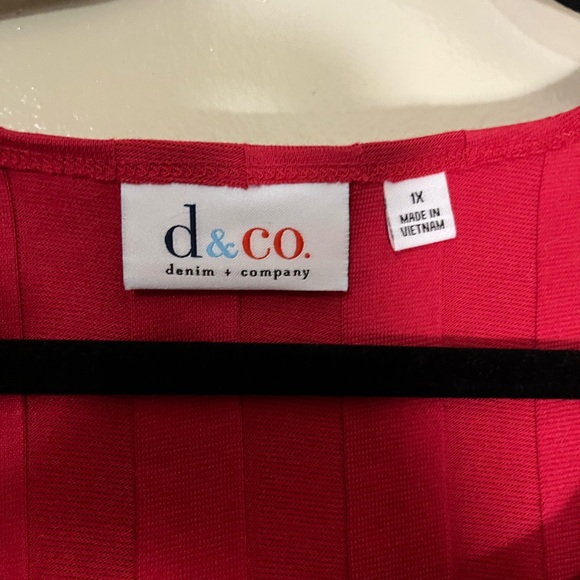 d&co.
denim + company
1X
MADE IN
VIETNAM